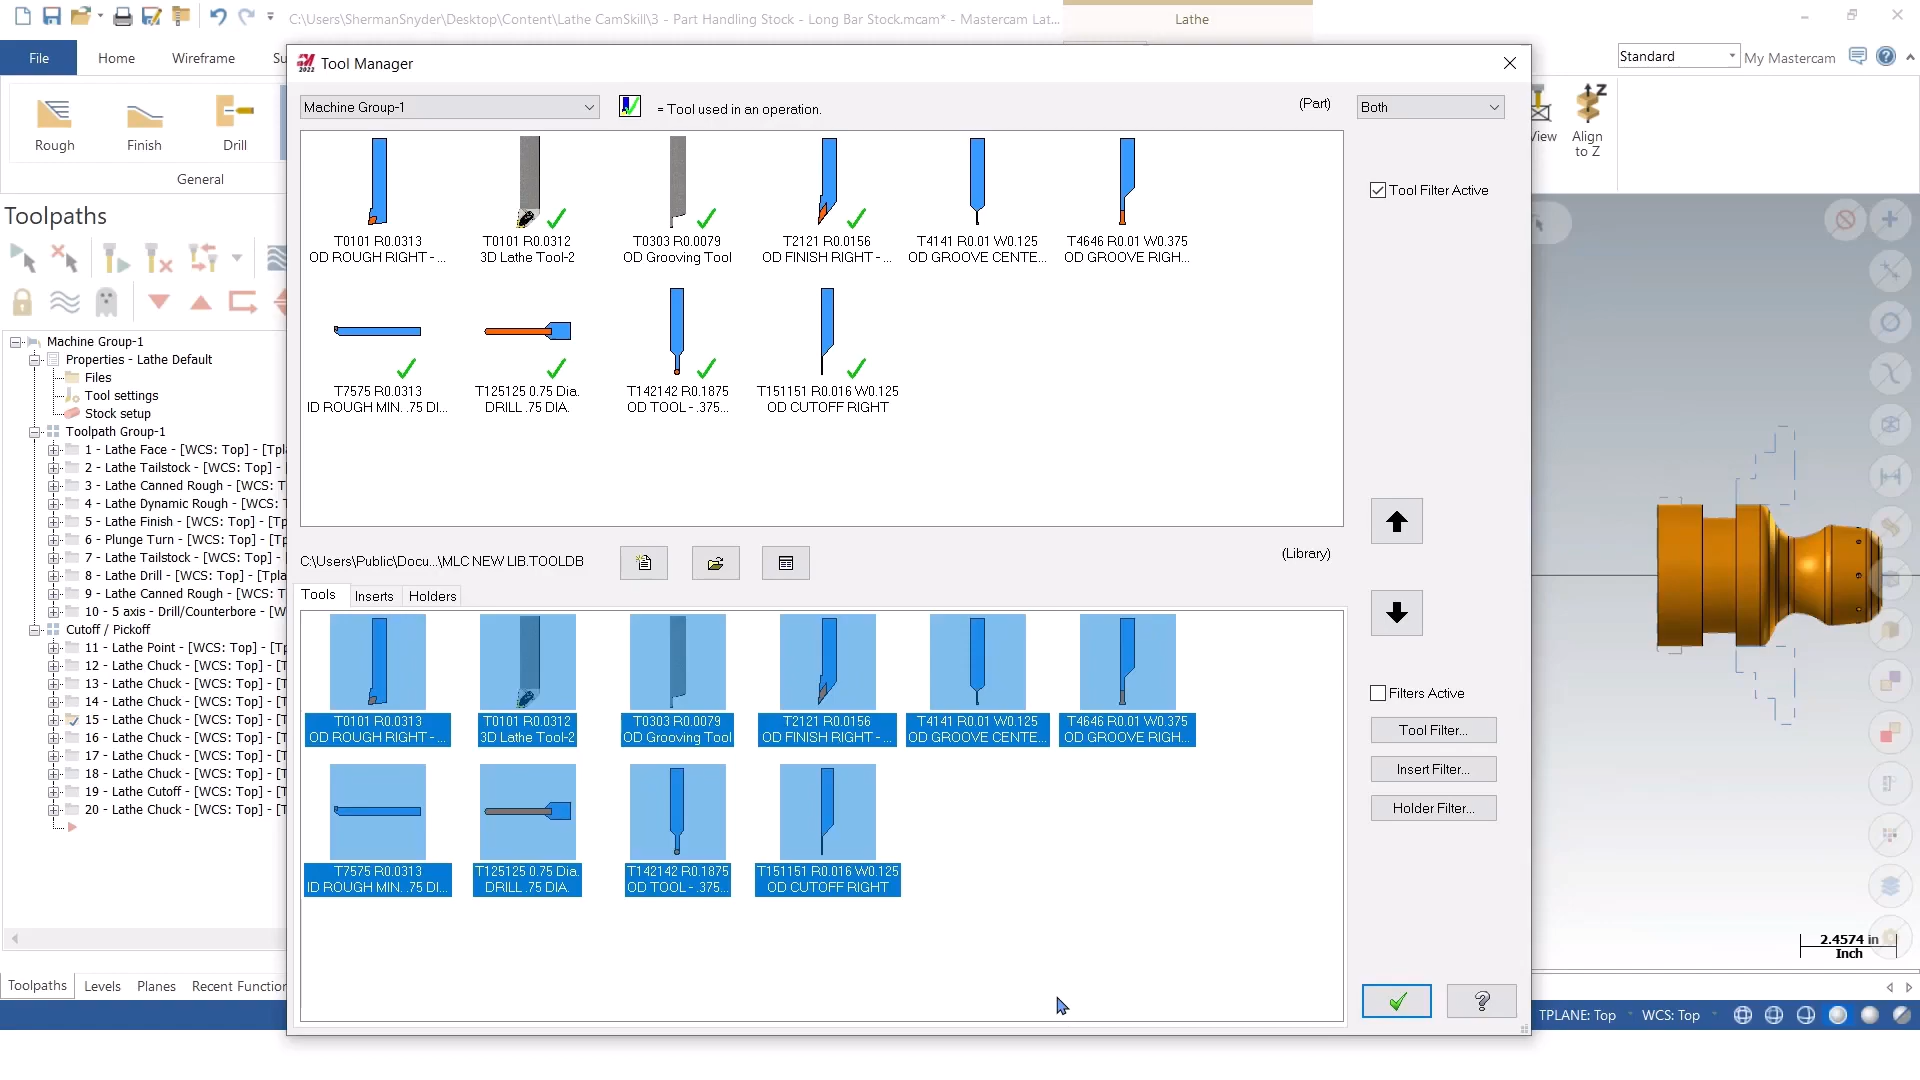 C:\Users\ShermanSnyder\Desktop\Content\Lathe CamSkill\3 - Part Handling Stock - Long Bar Stock.mcam* - Mastercam Lat...
Lathe
File
Home
Wireframe
Su
Standard
My Mastercam
Rough
Finish
Drill
General
View
Align
to Z
Tool Manager
2022
Machine Group-1
= Tool used in an operation.
(Part)
Both
Tool Filter Active
T0101 R0.0313
OD ROUGH RIGHT - ...
T0101 R0.0312
3D Lathe Tool-2
T0303 R0.0079
OD Grooving Tool
T2121 R0.0156
OD FINISH RIGHT - ...
T4141 R0.01 W0.125
OD GROOVE CENTE...
T4646 R0.01 W0.375
OD GROOVE RIGH...
T7575 R0.0313
ID ROUGH MIN. .75 DI...
T125125 0.75 Dia.
DRILL .75 DIA.
T142142 R0.1875
OD TOOL - .375...
T151151 R0.016 W0.125
OD CUTOFF RIGHT
C:\Users\Public\Docu...\MLC NEW LIB.TOOLDB
(Library)
Tools
Inserts
Holders
T0101 R0.0313
OD ROUGH RIGHT - ...
T0101 R0.0312
3D Lathe Tool-2
T0303 R0.0079
OD Grooving Tool
T2121 R0.0156
OD FINISH RIGHT - ...
T4141 R0.01 W0.125
OD GROOVE CENTE...
T4646 R0.01 W0.375
OD GROOVE RIGH...
T7575 R0.0313
ID ROUGH MIN. .75 DI...
T125125 0.75 Dia.
DRILL .75 DIA.
T142142 R0.1875
OD TOOL - .375...
T151151 R0.016 W0.125
OD CUTOFF RIGHT
Filters Active
Tool Filter...
Insert Filter...
Holder Filter...
Toolpaths
Machine Group-1
Properties - Lathe Default
Files
Tool settings
Stock setup
Toolpath Group-1
1 - Lathe Face - [WCS: Top] - [Tpla
2 - Lathe Tailstock - [WCS: Top] - [
3 - Lathe Canned Rough - [WCS: T
4 - Lathe Dynamic Rough - [WCS: T
5 - Lathe Finish - [WCS: Top] - [Tp
6 - Plunge Turn - [WCS: Top] - [Tp
7 - Lathe Tailstock - [WCS: Top] - [
8 - Lathe Drill - [WCS: Top] - [Tpla
9 - Lathe Canned Rough - [WCS: T
10 - 5 axis - Drill/Counterbore - [W
Cutoff / Pickoff
11 - Lathe Point - [WCS: Top] - [Tp
12 - Lathe Chuck - [WCS: Top] - [T
13 - Lathe Chuck - [WCS: Top] - [T
14 - Lathe Chuck - [WCS: Top] - [T
15 - Lathe Chuck - [WCS: Top] - [T
16 - Lathe Chuck - [WCS: Top] - [T
17 - Lathe Chuck - [WCS: Top] - [T
18 - Lathe Chuck - [WCS: Top] - [T
19 - Lathe Cutoff - [WCS: Top] - [T
20 - Lathe Chuck - [WCS: Top] - [T
Toolpaths
Levels
Planes
Recent Function
2.4574 in
Inch
TPLANE: Top
WCS: Top